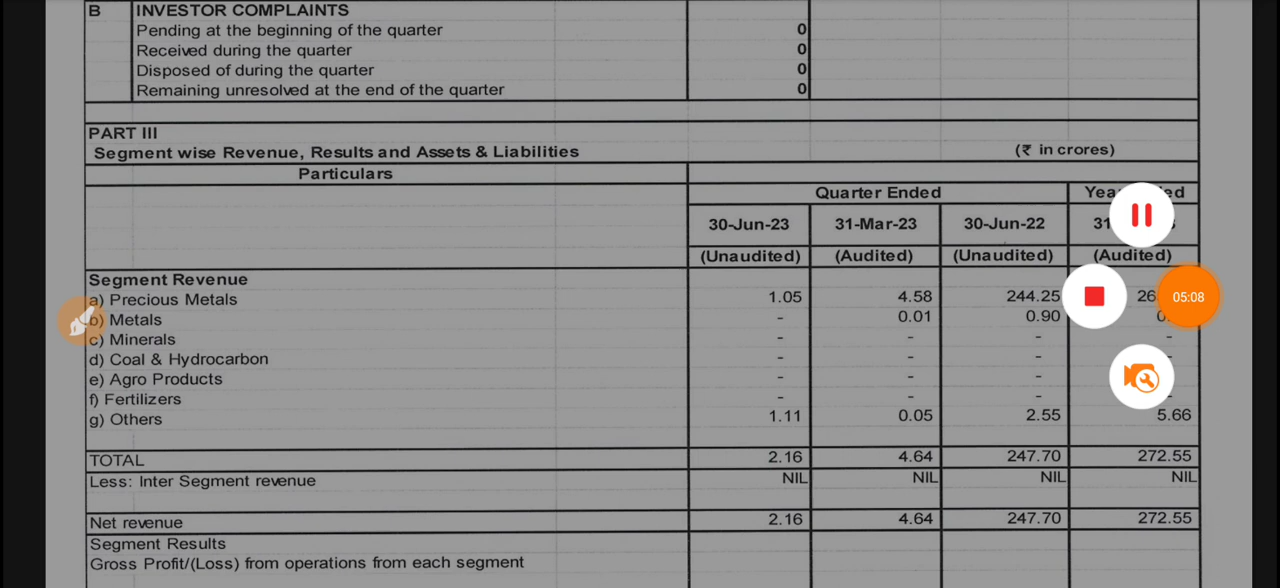 B INVESTOR COMPLAINTS
Pending at the beginning of the quarter 0
Received during the quarter 0
Disposed of during the quarter 0
Remaining unresolved at the end of the quarter 0
PART III
Segment wise Revenue, Results and Assets & Liabilities (₹ in crores)
Particulars
Quarter Ended
30-Jun-23 31-Mar-23 30-Jun-22
(Unaudited) (Audited) (Unaudited) (Audited)
Segment Revenue
a) Precious Metals 1.05 4.58 244.25
b) Metals - 0.01 0.90
c) Minerals - - - -
d) Coal & Hydrocarbon - - - -
e) Agro Products - - -
f) Fertilizers - - - -
g) Others 1.11 0.05 2.55 5.66
TOTAL 2.16 4.64 247.70 272.55
Less: Inter Segment revenue NIL NIL NIL NIL
Net revenue 2.16 4.64 247.70 272.55
Segment Results
Gross Profit/(Loss) from operations from each segment
05:08